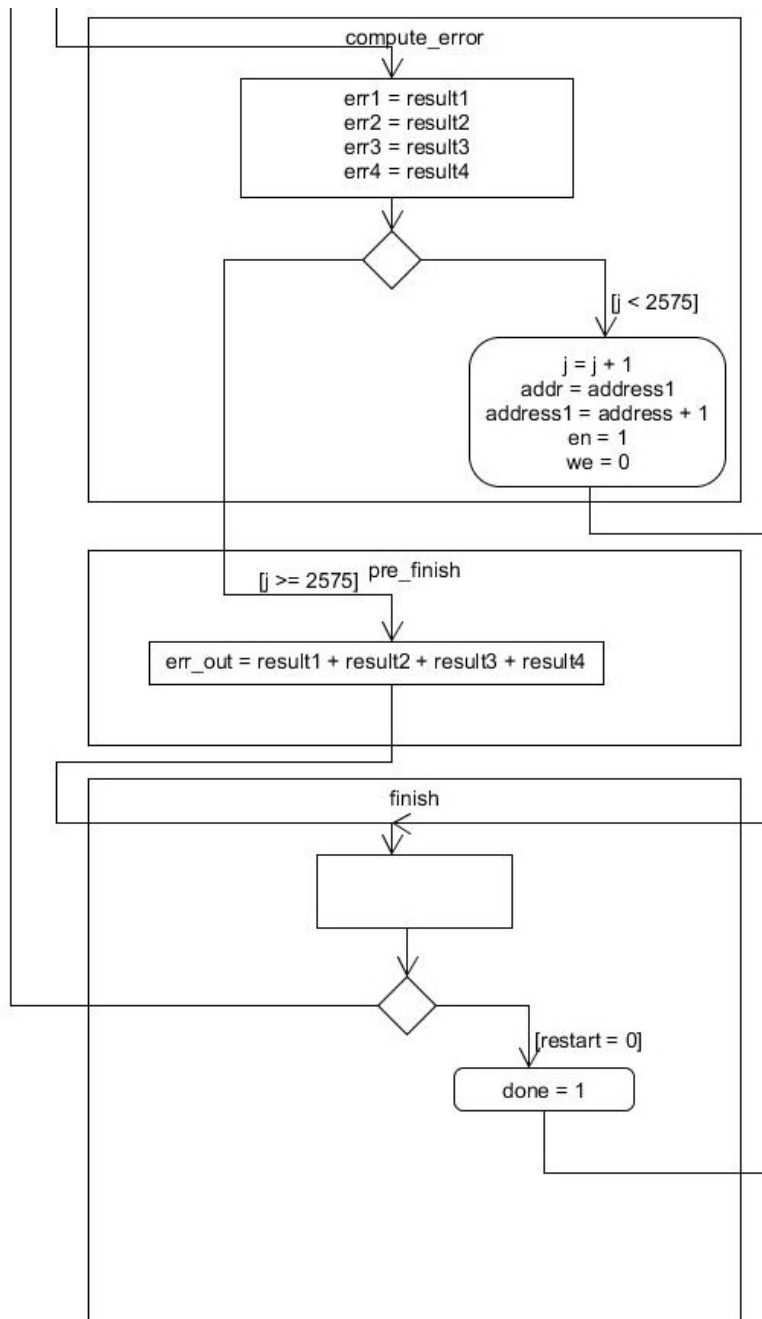 compute_error
err1 = result1
err2 = result2
err3 = result3
err4 = result4
[j < 2575]
j = j + 1
addr = address1
address1 = address + 1
en = 1
we = 0
pre_finish
[j >= 2575]
err_out = result1 + result2 + result3 + result4
finish
[restart = 0]
done = 1